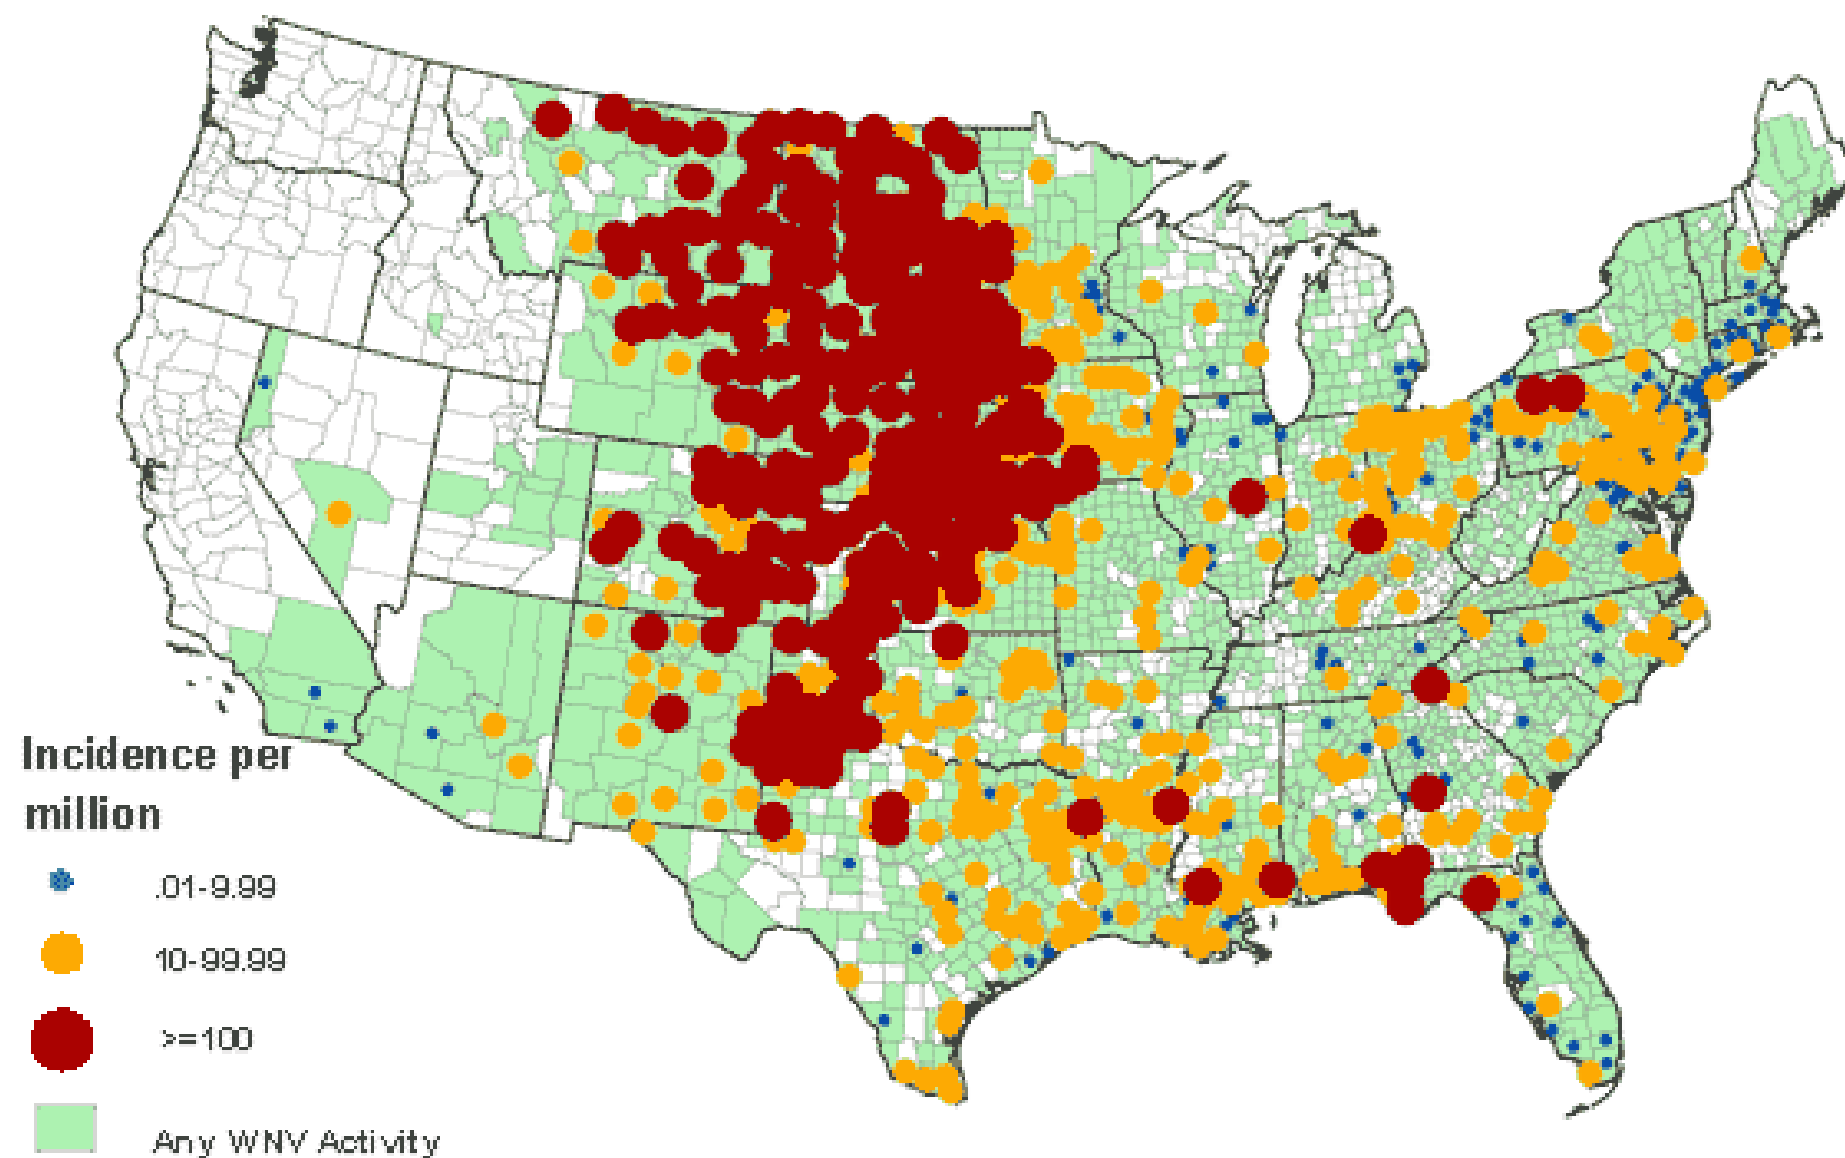 Incidence per
million
.01-9.99
10-99.99
>=100
Any WNV Activity